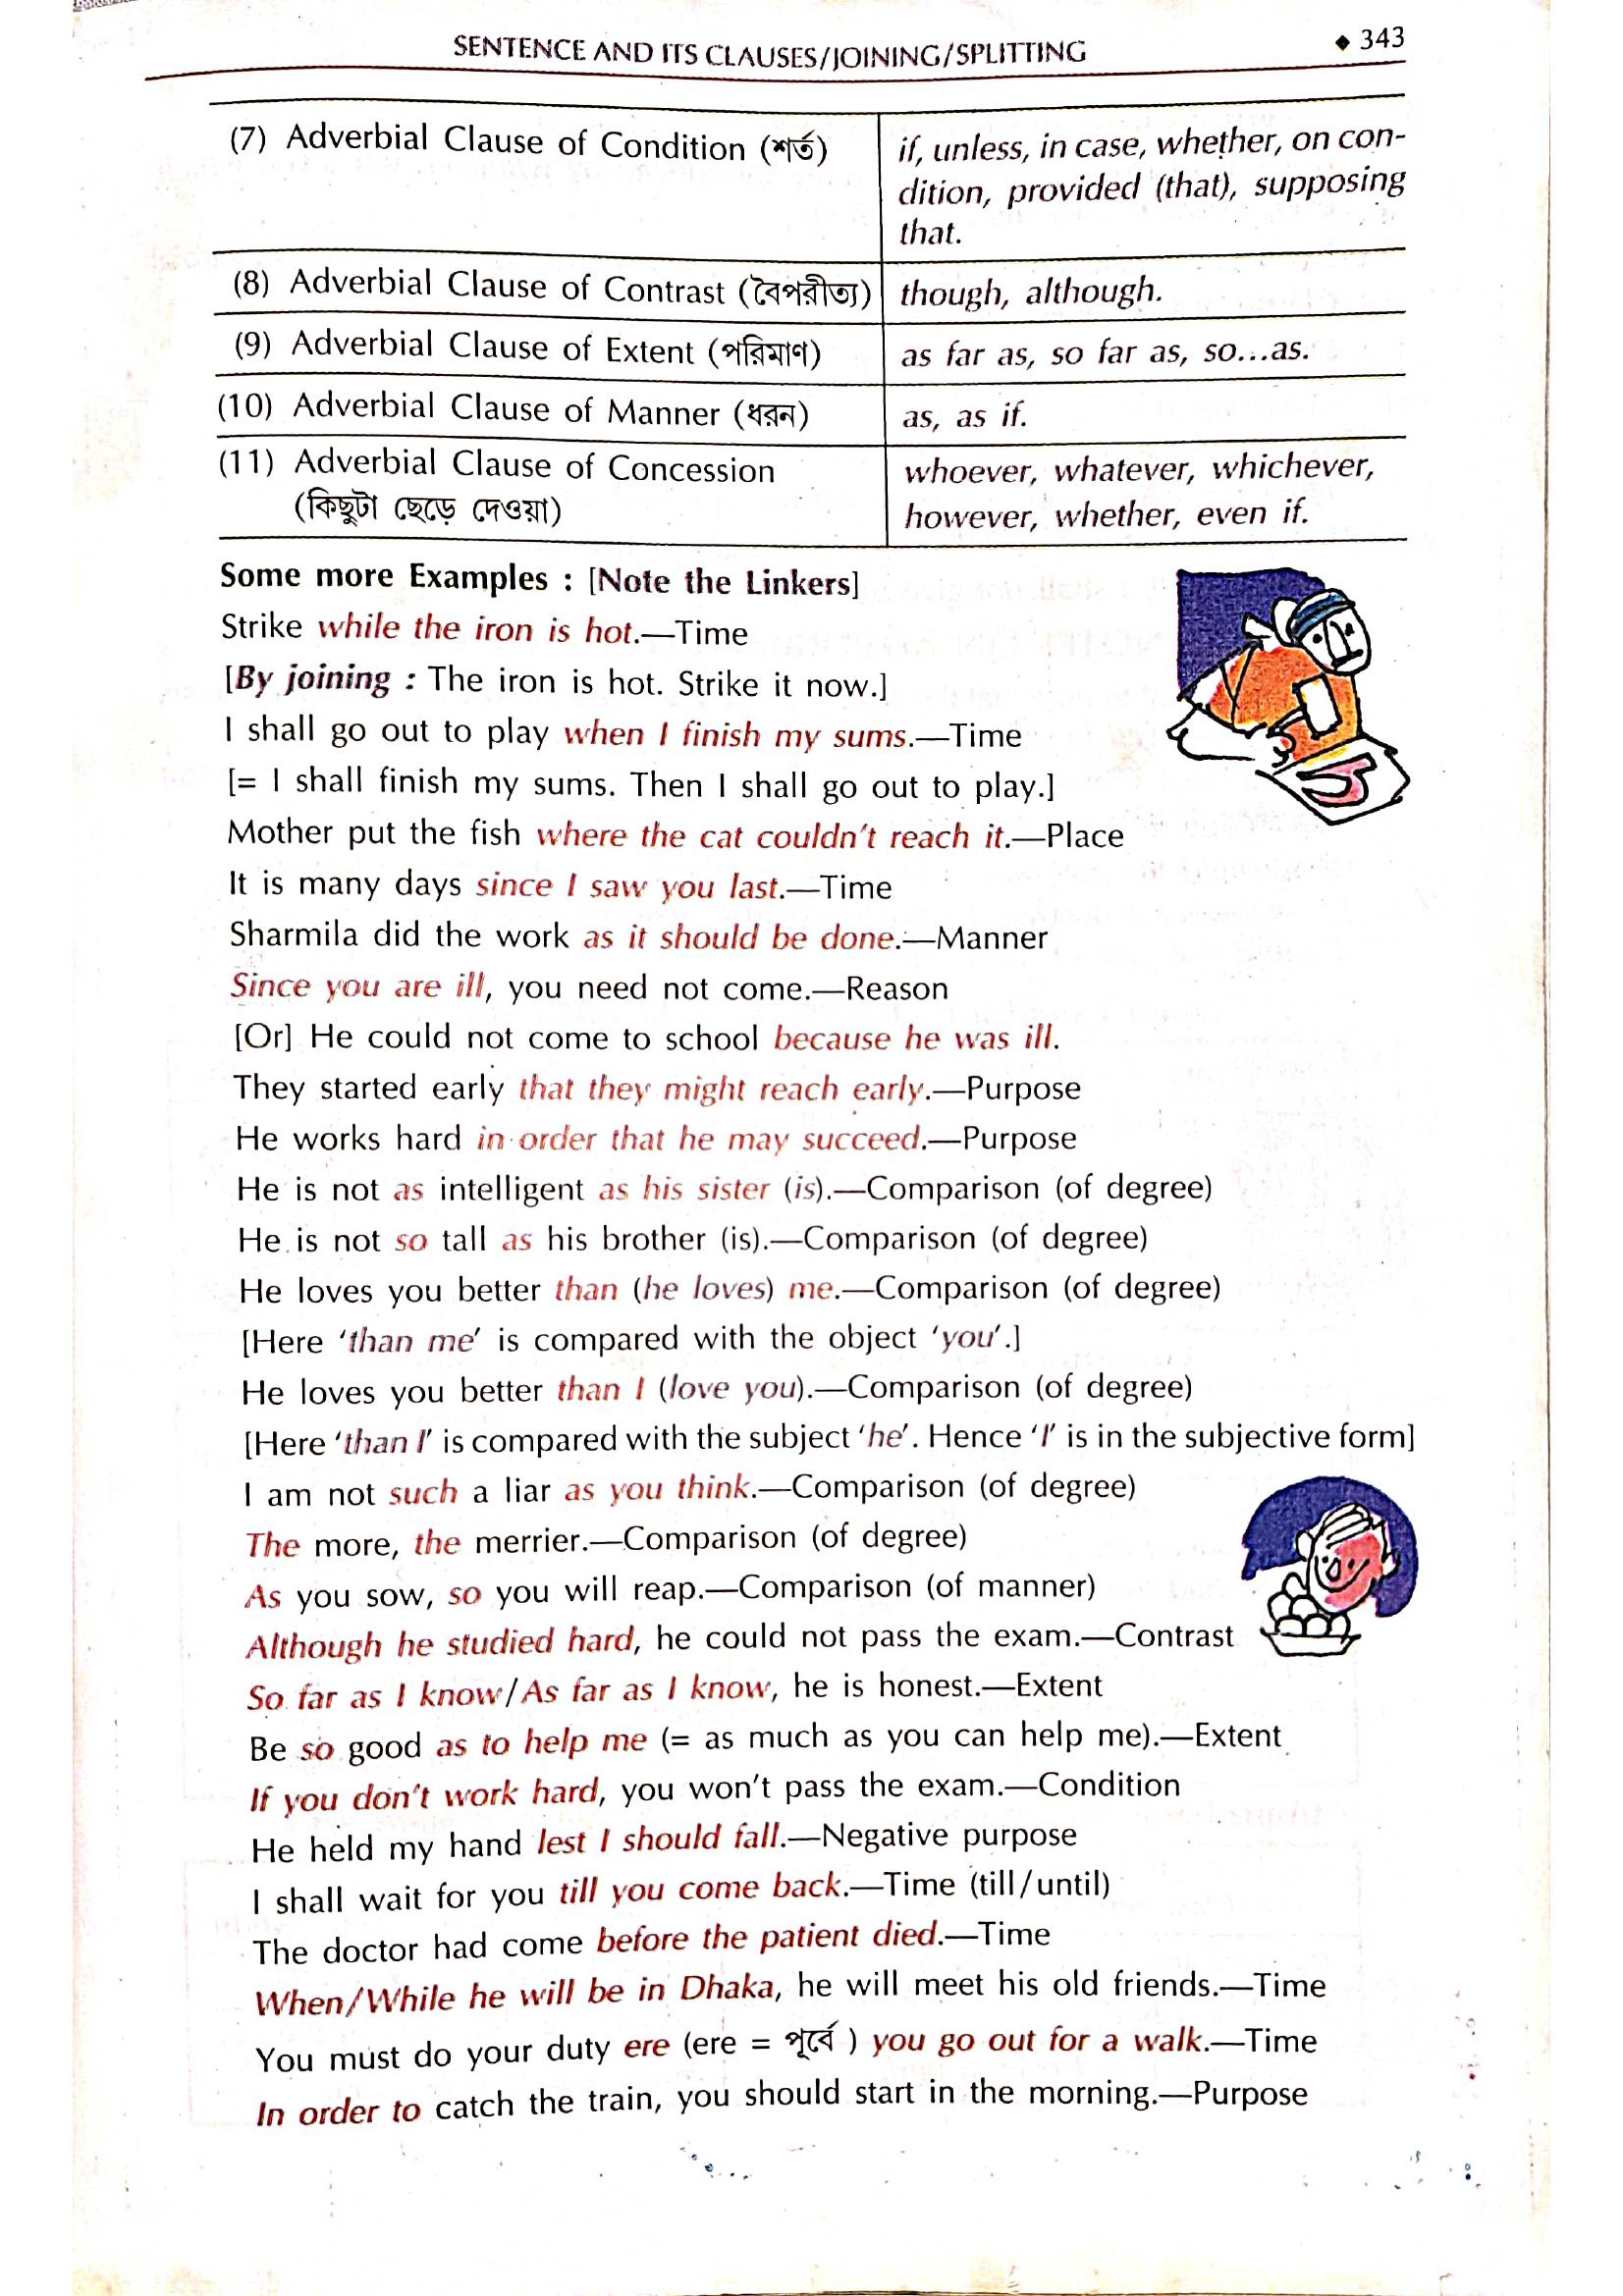 SENTENCE AND ITS CLAUSES/JOINING/SPLITTING ◆ 343
(7) Adverbial Clause of Condition (শর্ত) if, unless, in case, whether, on con-
dition, provided (that), supposing
that.
(8) Adverbial Clause of Contrast (বৈপরীত্য) though, although.
(9) Adverbial Clause of Extent (পরিমাণ) as far as, so far as, so...as.
(10) Adverbial Clause of Manner (ধরন) as, as if.
(11) Adverbial Clause of Concession whoever, whatever, whichever,
(কিছুটা ছেড়ে দেওয়া) however, whether, even if.
Some more Examples : [Note the Linkers]
Strike while the iron is hot.—Time
[By joining : The iron is hot. Strike it now.]
I shall go out to play when I finish my sums.—Time
[= I shall finish my sums. Then I shall go out to play.]
Mother put the fish where the cat couldn't reach it.—Place
It is many days since I saw you last.—Time
Sharmila did the work as it should be done.—Manner
Since you are ill, you need not come.—Reason
[Or] He could not come to school because he was ill.
They started early that they might reach early.—Purpose
He works hard in order that he may succeed.—Purpose
He is not as intelligent as his sister (is).—Comparison (of degree)
He is not so tall as his brother (is).—Comparison (of degree)
He loves you better than (he loves) me.—Comparison (of degree)
[Here 'than me' is compared with the object 'you'.]
He loves you better than I (love you).—Comparison (of degree)
[Here 'than I' is compared with the subject 'he'. Hence 'I' is in the subjective form]
I am not such a liar as you think.—Comparison (of degree)
The more, the merrier.—Comparison (of degree)
As you sow, so you will reap.—Comparison (of manner)
Although he studied hard, he could not pass the exam.—Contrast
So far as I know/As far as I know, he is honest.—Extent
Be so good as to help me (= as much as you can help me).—Extent
If you don't work hard, you won't pass the exam.—Condition
He held my hand lest I should fall.—Negative purpose
I shall wait for you till you come back.—Time (till/until)
The doctor had come before the patient died.—Time
When/While he will be in Dhaka, he will meet his old friends.—Time
You must do your duty ere (ere = পূর্বে ) you go out for a walk.—Time
In order to catch the train, you should start in the morning.—Purpose